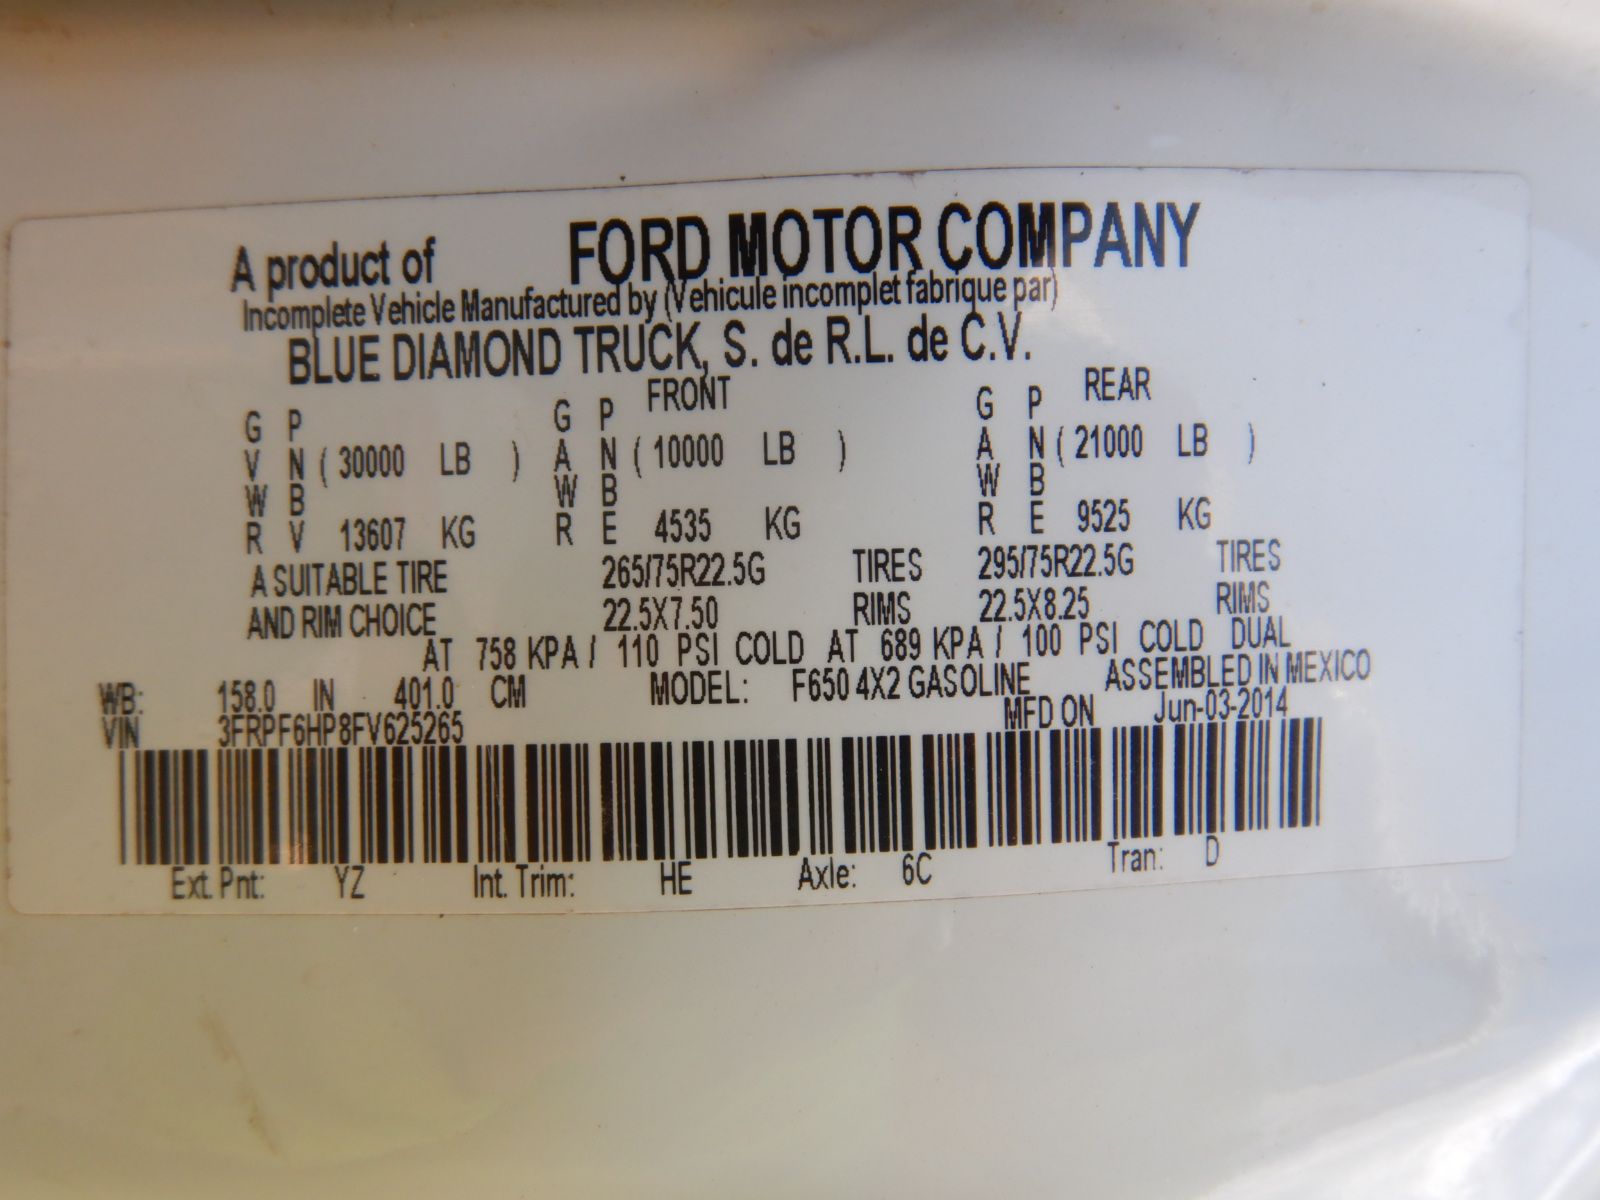 A product of FORD MOTOR COMPANY
Incomplete Vehicle Manufactured by (Vehicule incomplet fabrique par)
BLUE DIAMOND TRUCK, S. de R.L. de C.V.
FRONT REAR
G P G P G P
V N ( 30000 LB ) A N ( 10000 LB ) A N ( 21000 LB )
W B W B W B
R V 13607 KG R E 4535 KG R E 9525 KG
A SUITABLE TIRE 265/75R22.5G TIRES 295/75R22.5G TIRES
AND RIM CHOICE 22.5X7.50 RIMS 22.5X8.25 RIMS
AT 758 KPA / 110 PSI COLD AT 689 KPA / 100 PSI COLD DUAL
WB: 158.0 IN 401.0 CM MODEL: F650 4X2 GASOLINE ASSEMBLED IN MEXICO
VIN 3FRPF6HP8FV625265 MFD ON Jun-03-2014
Ext. Pnt: YZ Int. Trim: HE Axle: 6C Tran: D